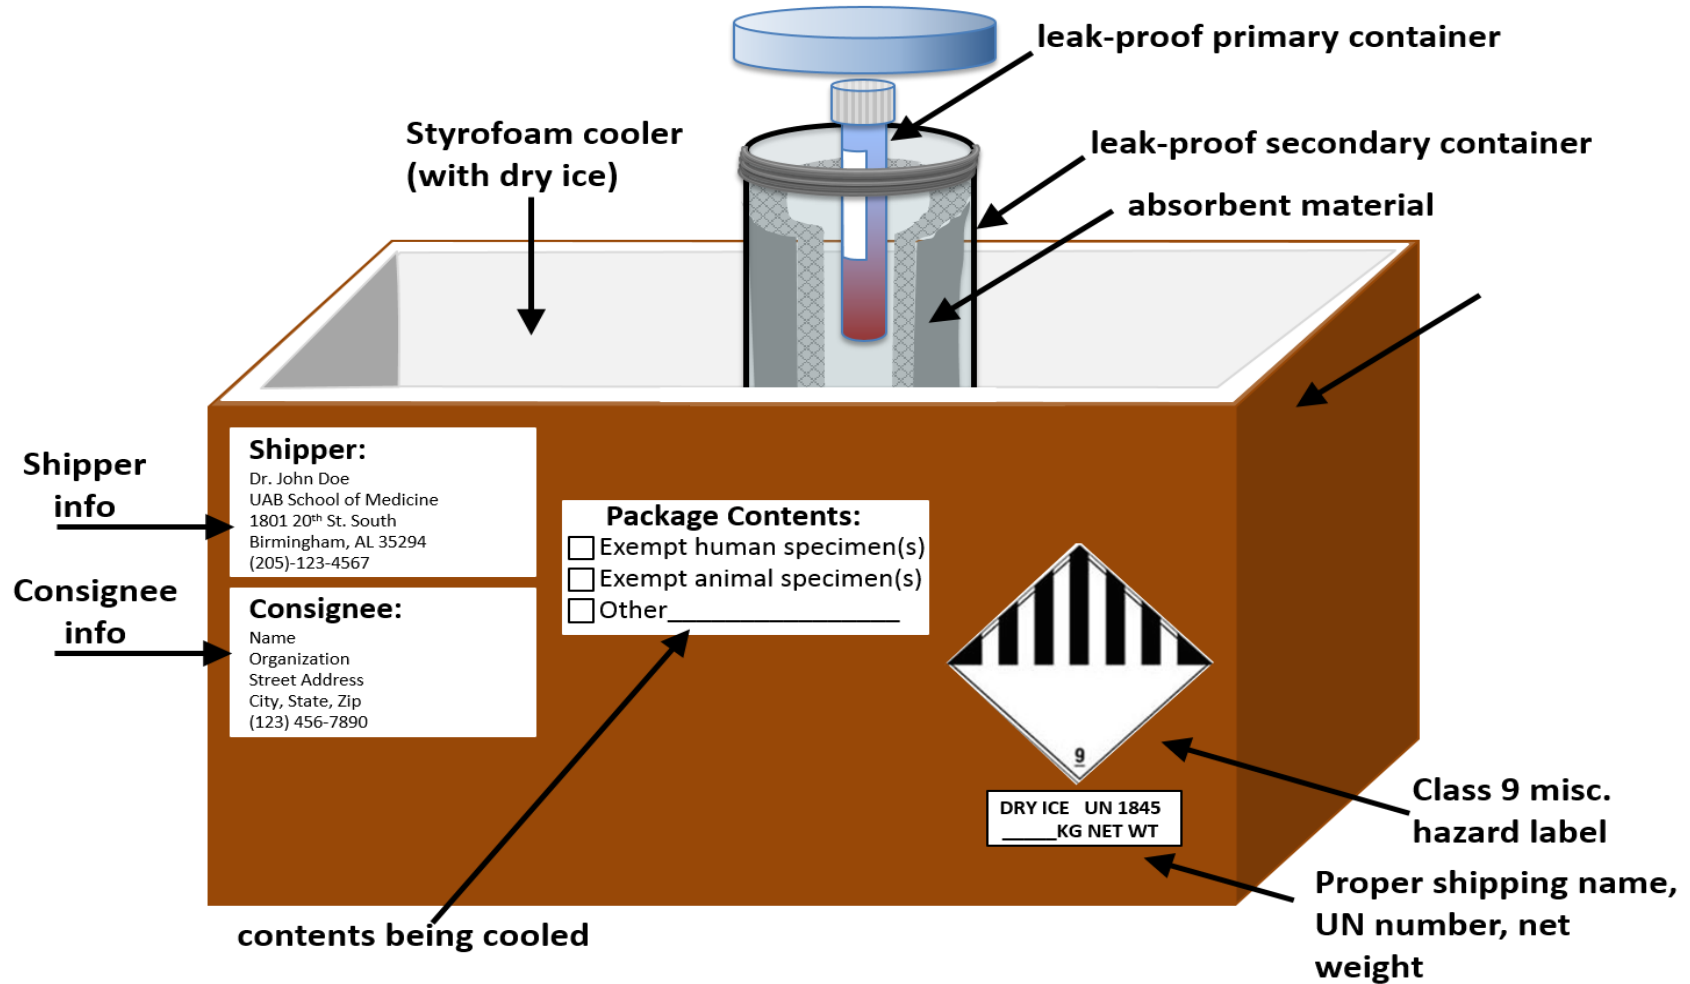 leak-proof primary container
Styrofoam cooler
(with dry ice)
leak-proof secondary container
absorbent material
Shipper
info
Shipper:
Dr. John Doe
UAB School of Medicine
1801 20th St. South
Birmingham, AL 35294
(205)-123-4567
Package Contents:
Exempt human specimen(s)
Exempt animal specimen(s)
Other__________________
Consignee
info
Consignee:
Name
Organization
Street Address
City, State, Zip
(123) 456-7890
9
DRY ICE UN 1845
_____KG NET WT
Class 9 misc.
hazard label
Proper shipping name,
UN number, net
weight
contents being cooled